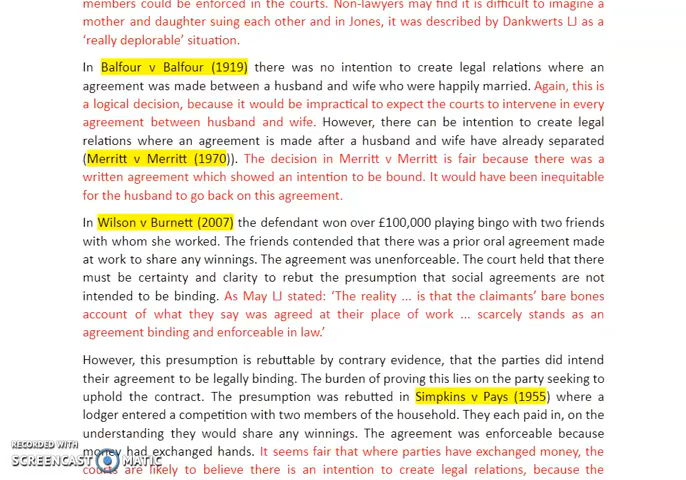 members could be enforced in the courts. Non-lawyers may find it is difficult to imagine a
mother and daughter suing each other and in Jones, it was described by Dankwerts LJ as a
‘really deplorable’ situation.
In Balfour v Balfour (1919) there was no intention to create legal relations where an
agreement was made between a husband and wife who were happily married. Again, this is
a logical decision, because it would be impractical to expect the courts to intervene in every
agreement between husband and wife. However, there can be intention to create legal
relations where an agreement is made after a husband and wife have already separated
(Merritt v Merritt (1970)). The decision in Merritt v Merritt is fair because there was a
written agreement which showed an intention to be bound. It would have been inequitable
for the husband to go back on this agreement.
In Wilson v Burnett (2007) the defendant won over £100,000 playing bingo with two friends
with whom she worked. The friends contended that there was a prior oral agreement made
at work to share any winnings. The agreement was unenforceable. The court held that there
must be certainty and clarity to rebut the presumption that social agreements are not
intended to be binding. As May LJ stated: ‘The reality ... is that the claimants’ bare bones
account of what they say was agreed at their place of work ... scarcely stands as an
agreement binding and enforceable in law.’
However, this presumption is rebuttable by contrary evidence, that the parties did intend
their agreement to be legally binding. The burden of proving this lies on the party seeking to
uphold the contract. The presumption was rebutted in Simpkins v Pays (1955) where a
lodger entered a competition with two members of the household. They each paid in, on the
understanding they would share any winnings. The agreement was enforceable because
money had exchanged hands. It seems fair that where parties have exchanged money, the
courts are likely to believe there is an intention to create legal relations, because the
RECORDED WITH
SCREENCAST MATIC